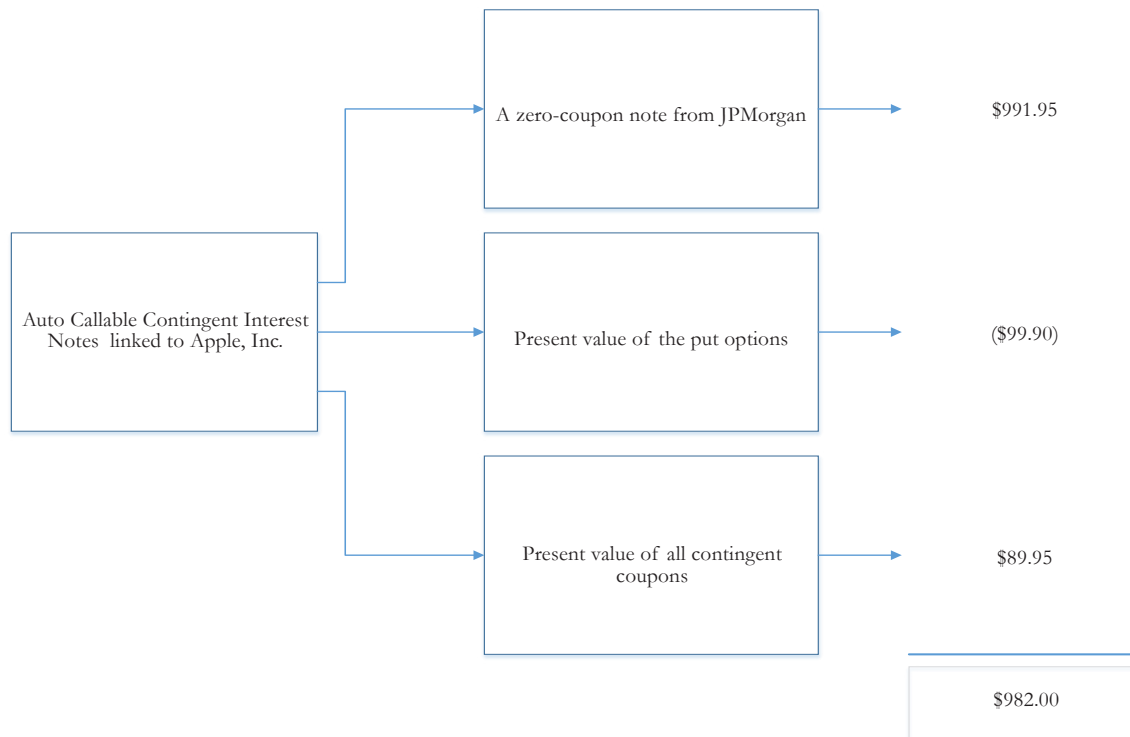 A zero-coupon note from JPMorgan
$991.95
Auto Callable Contingent Interest
Notes linked to Apple, Inc.
Present value of the put options
($99.90)
Present value of all contingent
coupons
$89.95
$982.00